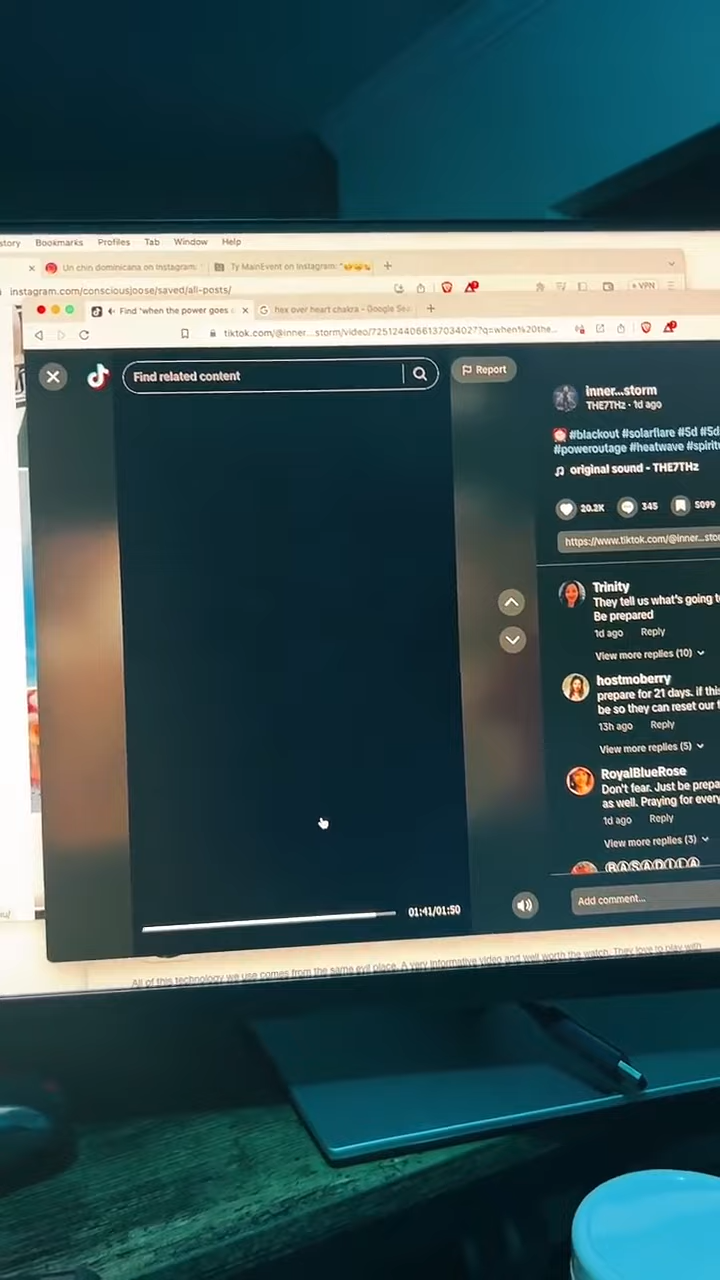 story Bookmarks Profiles Tab Window Help
Un chin dominicana on Instagram: "
Ty MainEvent on Instagram: "
instagram.com/consciousjoose/saved/all-posts/
VPN
Find "when the power goes
hex over heart chakra - Google Sea
tiktok.com/@inner...storm/video/7251244066137034027?q=when%20the...
Find related content
Report
inner...storm
THE7THz · 1d ago
#blackout #solarflare #5d #5d
#poweroutage #heatwave #spirit
original sound - THE7THz
20.2K 345 5099
https://www.tiktok.com/@inner...sto
Trinity
They tell us what's going t
Be prepared
1d ago Reply
View more replies (10)
hostmoberry
prepare for 21 days. if this
be so they can reset our
13h ago Reply
View more replies (5)
RoyalBlueRose
Don't fear. Just be prepa
as well. Praying for every
1d ago Reply
View more replies (3)
01:41/01:50
Add comment...
All of this technology we use comes from the same evil place. A very informative video and well worth the watch. They love to play with